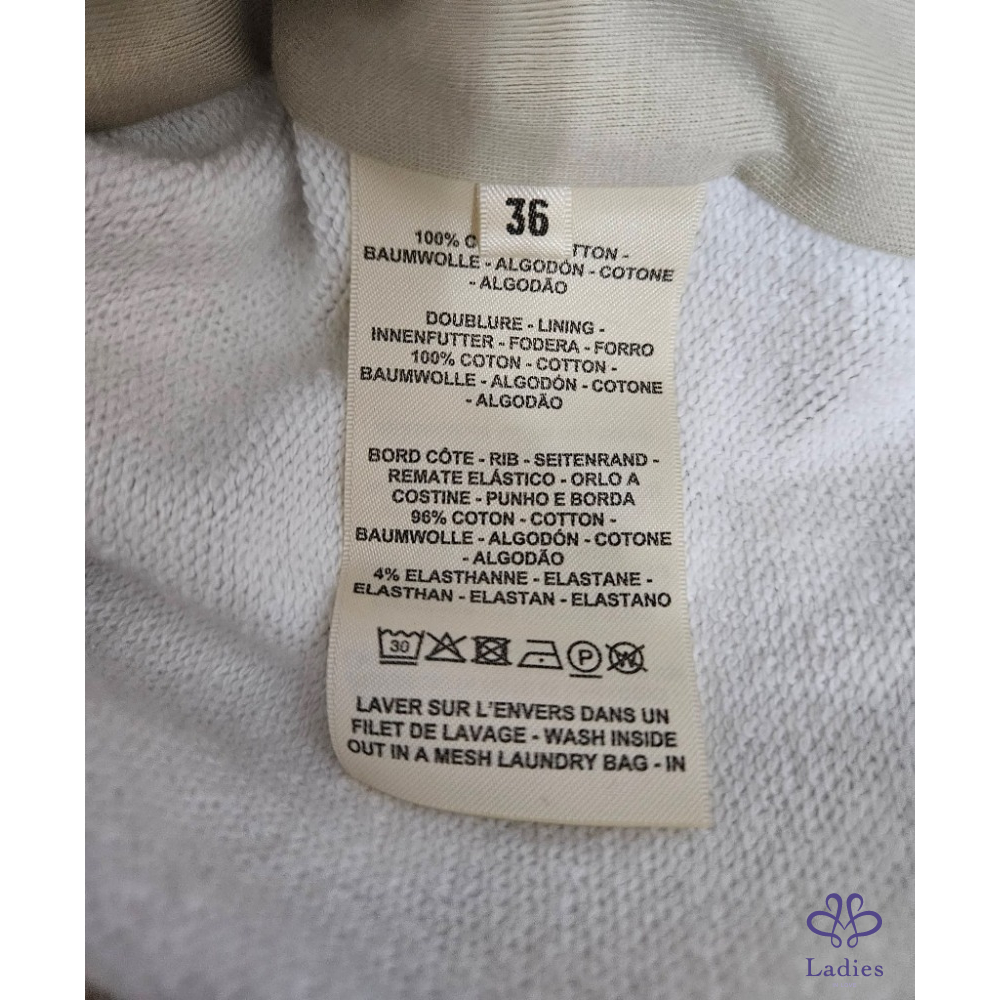 36
100% C TTON -
BAUMWOLLE - ALGODÓN - COTONE
- ALGODÃO
DOUBLURE - LINING -
INNENFUTTER - FODERA - FORRO
100% COTON - COTTON -
BAUMWOLLE - ALGODÓN - COTONE
- ALGODÃO
BORD CÔTE - RIB - SEITENRAND -
REMATE ELÁSTICO - ORLO A
COSTINE - PUNHO E BORDA
96% COTON - COTTON -
BAUMWOLLE - ALGODÓN - COTONE
- ALGODÃO
4% ELASTHANNE - ELASTANE -
ELASTHAN - ELASTAN - ELASTANO
30 P W
LAVER SUR L'ENVERS DANS UN
FILET DE LAVAGE - WASH INSIDE
OUT IN A MESH LAUNDRY BAG - IN
Ladies